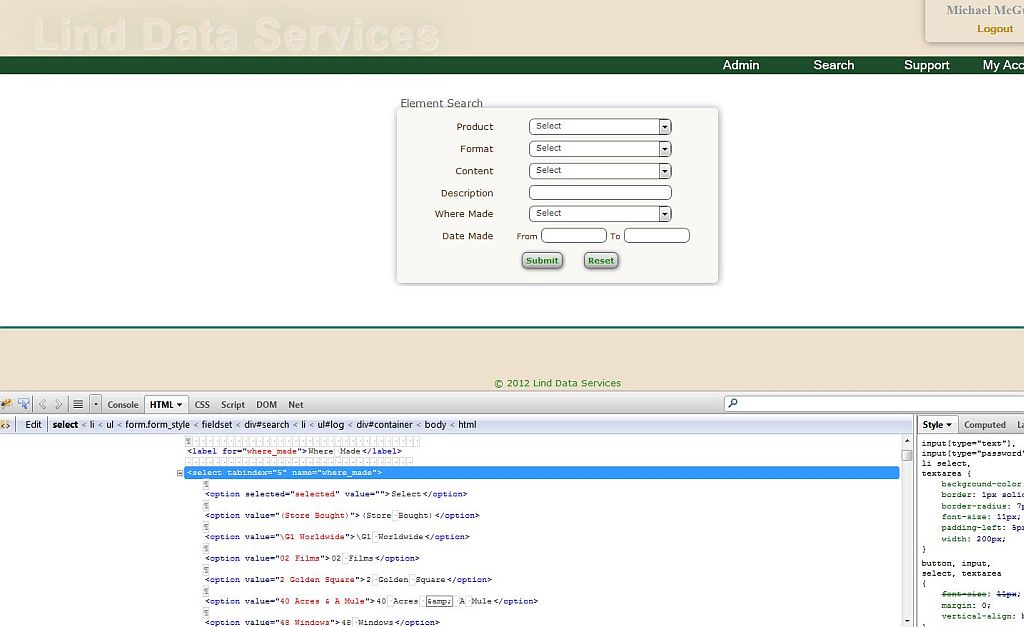 Lind Data Services
Michael McG
Logout
Admin Search Support My Acc
Element Search
Product Select
Format Select
Content Select
Description
Where Made Select
Date Made From To
Submit Reset
© 2012 Lind Data Services
Console HTML CSS Script DOM Net
Edit select < li < ul < form.form_style < fieldset < div#search < li < ul#log < div#container < body < html
<label for="where_made">Where Made</label>
<select tabindex="5" name="where_made">
<option selected="selected" value="">Select</option>
<option value="(Store Bought)">(Store Bought)</option>
<option value="\G1 Worldwide">\G1 Worldwide</option>
<option value="02 Films">02 Films</option>
<option value="2 Golden Square">2 Golden Square</option>
<option value="40 Acres & A Mule">40 Acres &amp; A Mule</option>
<option value="48 Windows">48 Windows</option>
Style Computed La
input[type="text"],
input[type="password"
li select,
textarea {
background-color
border: 1px soli
border-radius: 7p
font-size: 11px;
padding-left: 5px
width: 200px;
}
button, input,
select, textarea
{
font-size: 11px;
margin: 0;
vertical-align:
}